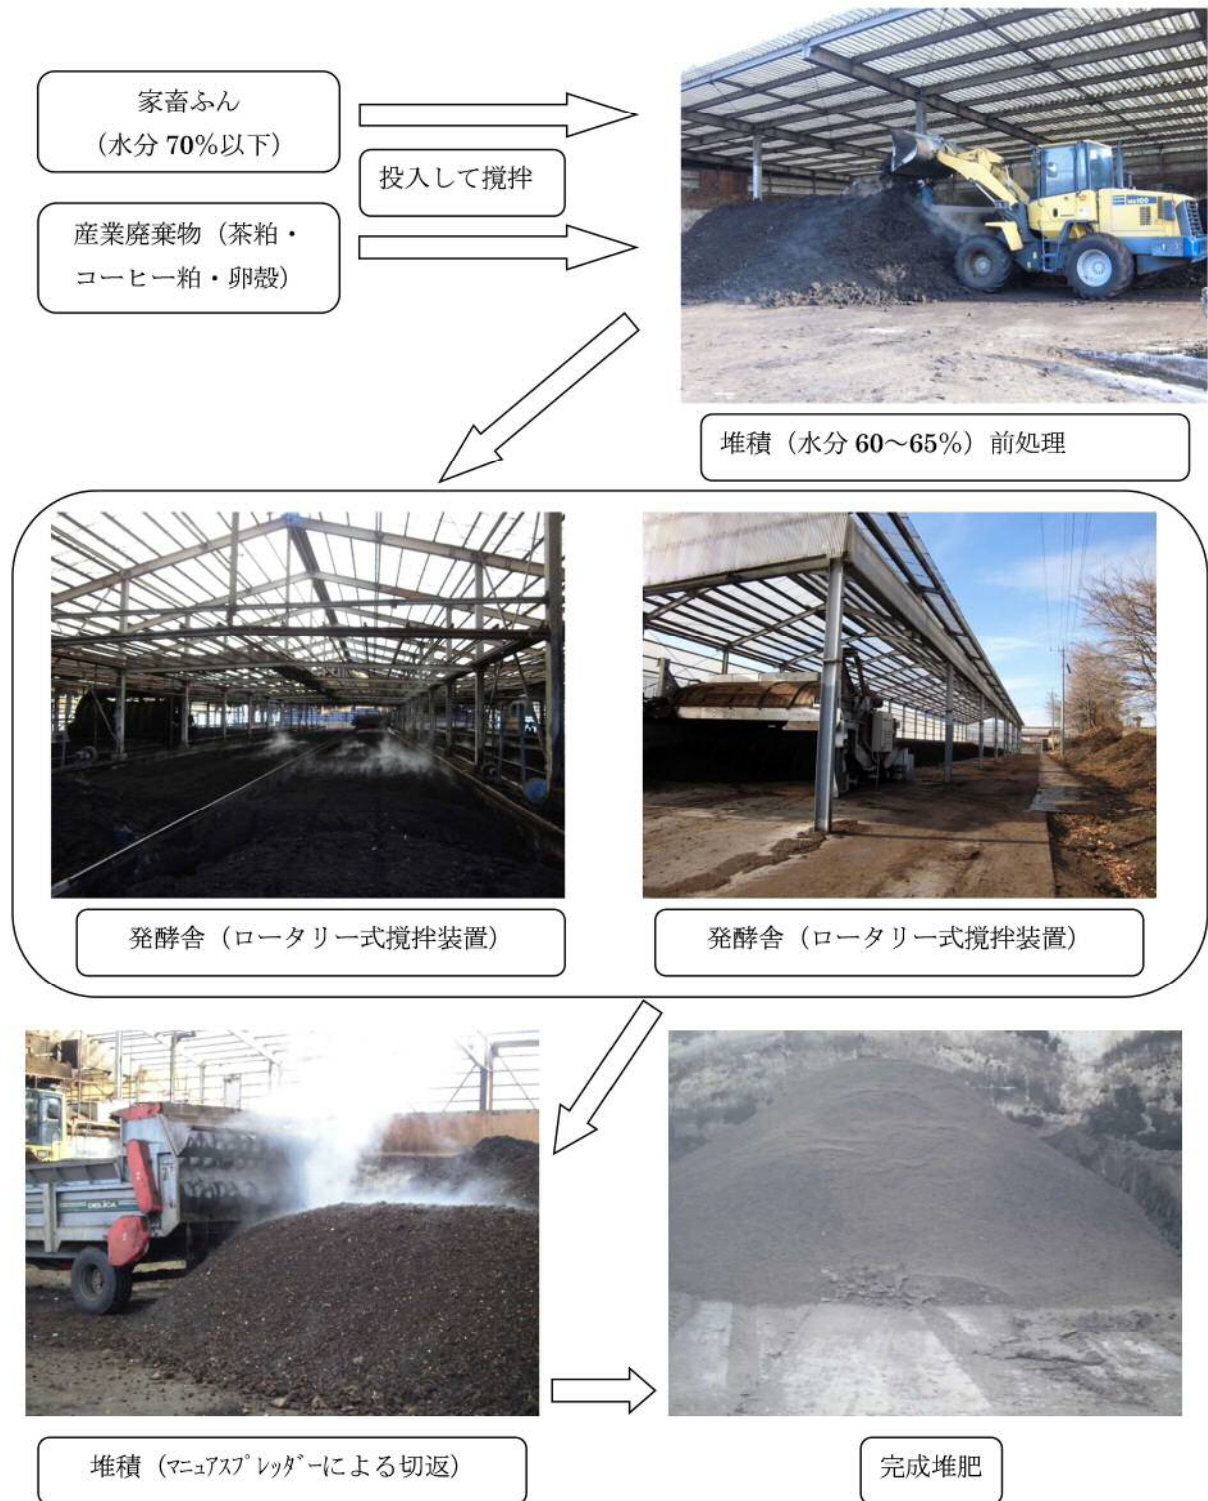 家畜ふん
(水分 70%以下)
投入して撹拌
産業廃棄物（茶粕・
コーヒー粕・卵殻）
堆積（水分 60～65%）前処理
発酵舎（ロータリー式撹拌装置）
発酵舎（ロータリー式撹拌装置）
堆積（ﾏﾆｭｱｽﾌﾟﾚｯﾀﾞｰによる切返）
完成堆肥